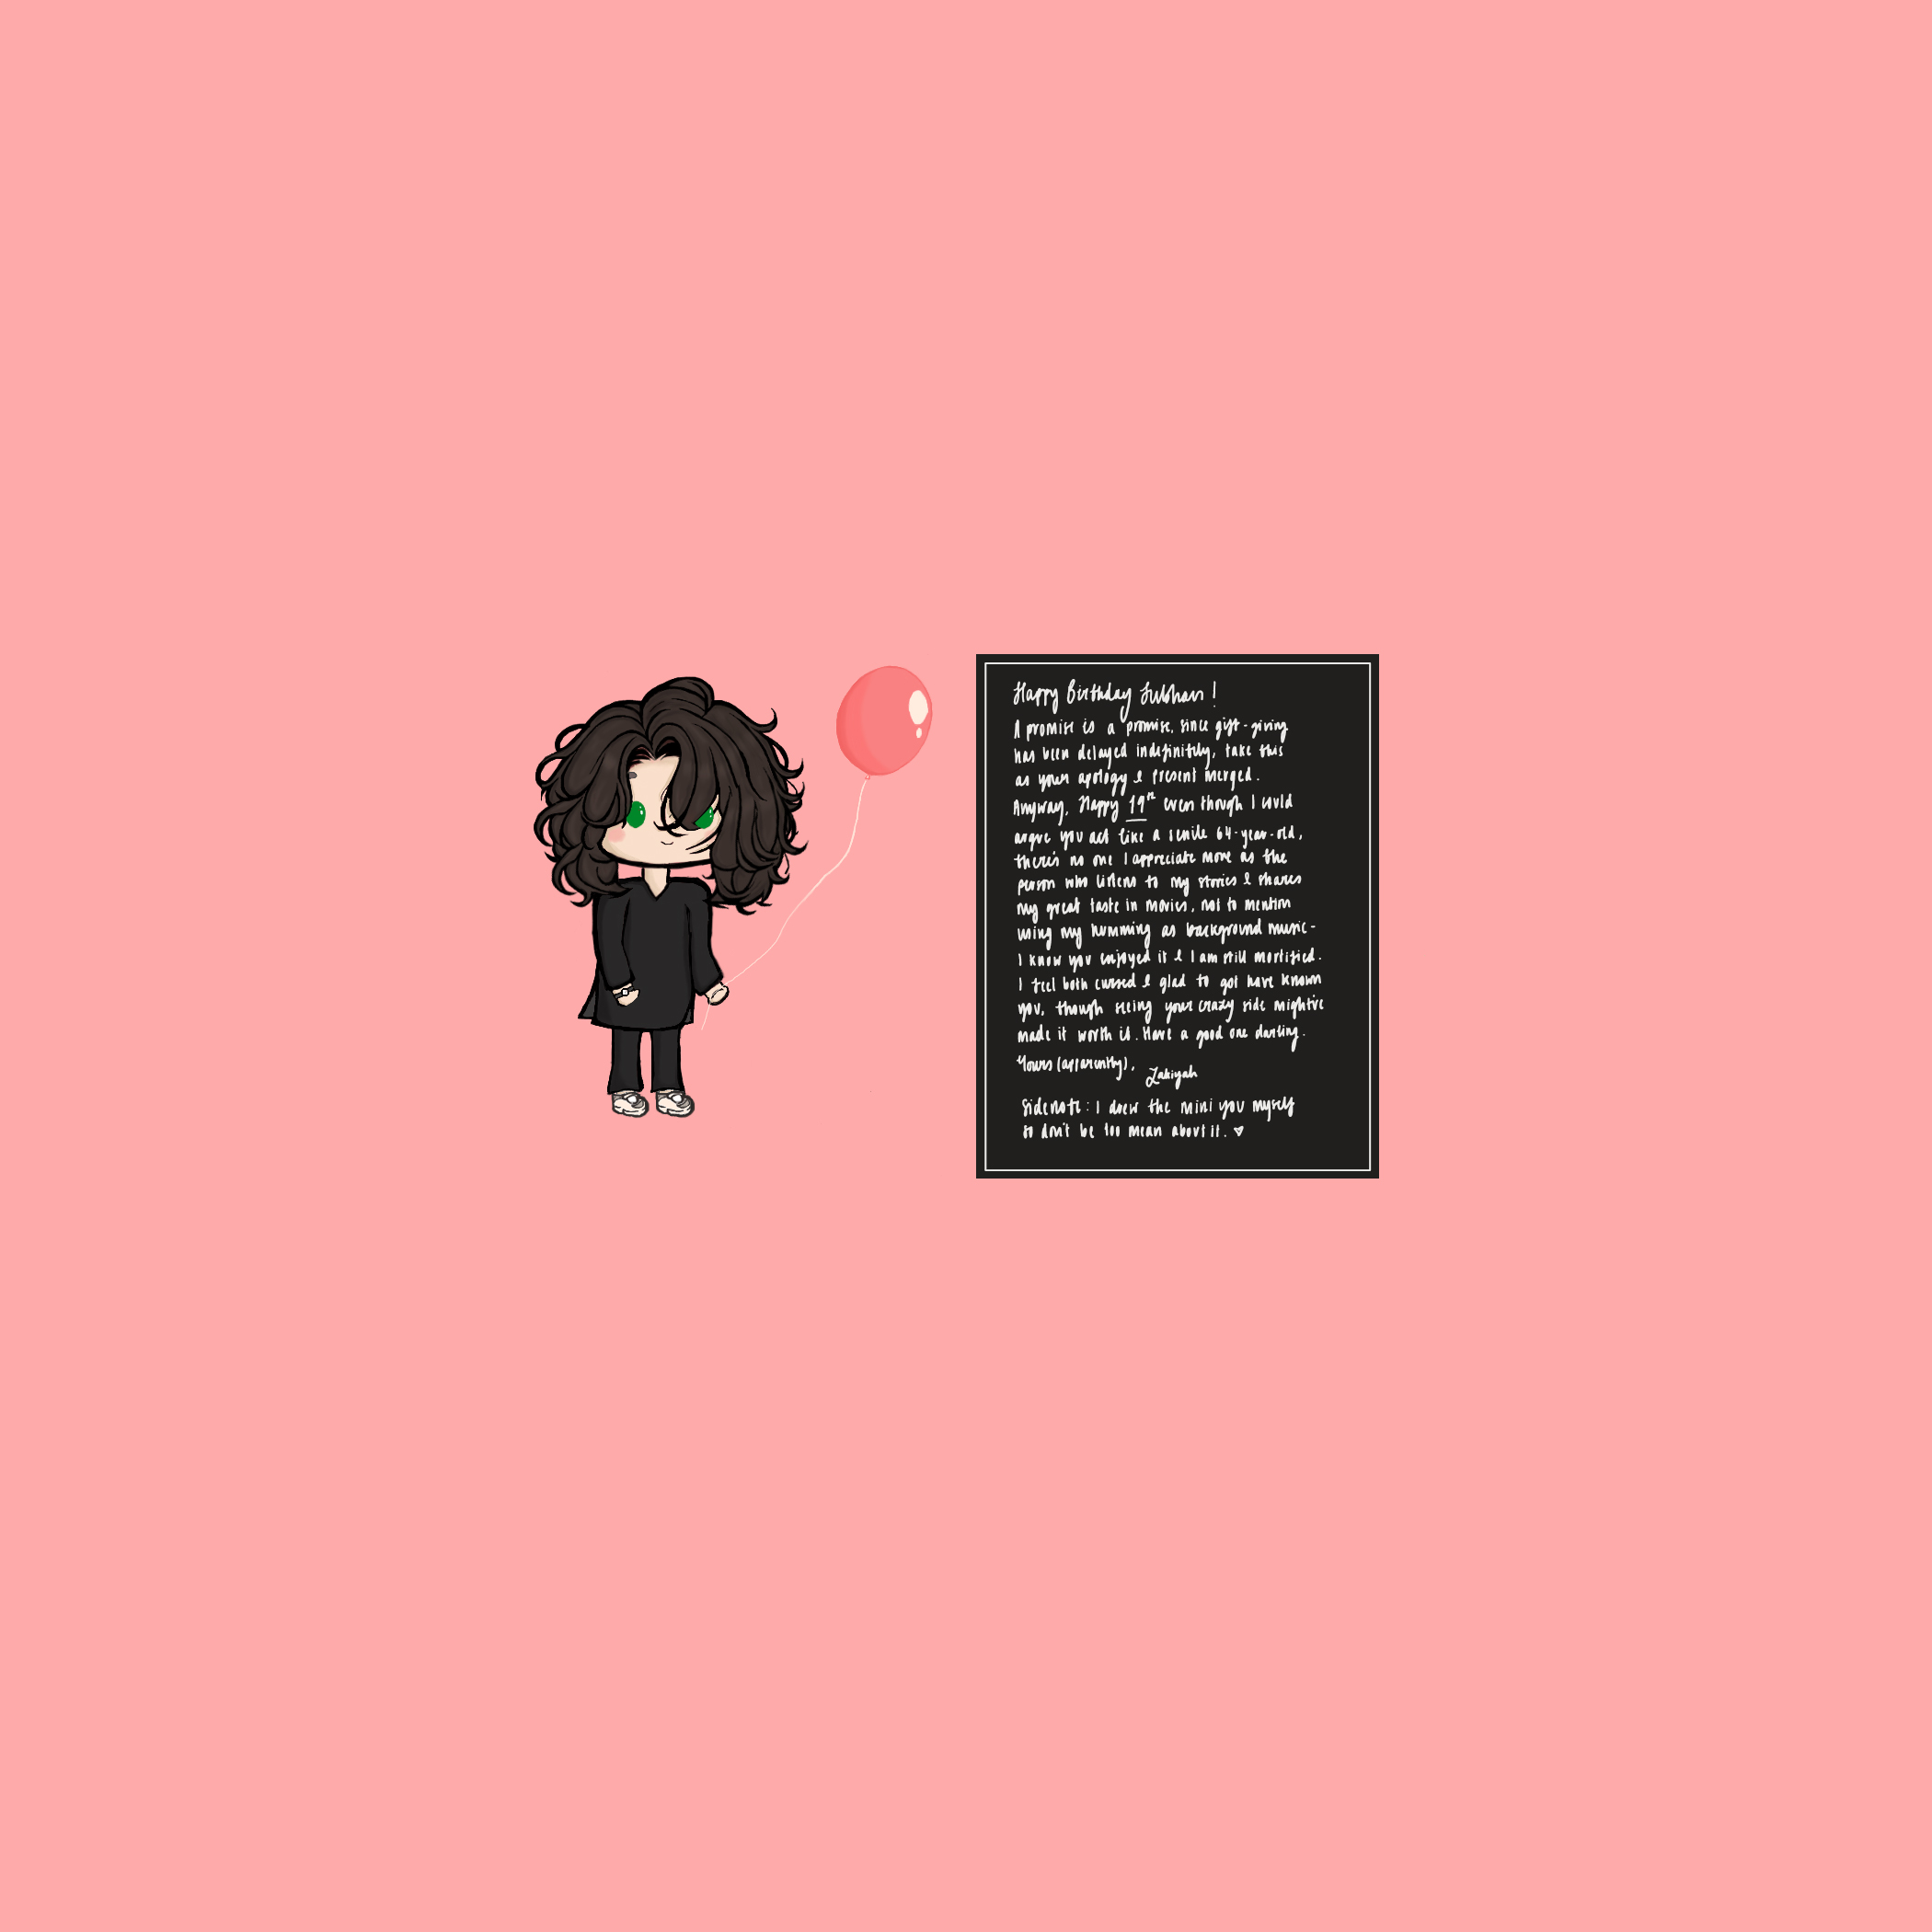 Happy Birthday Subhan!
A promise is a promise, since gift-giving
has been delayed indefinitely, take this
as your apology & present merged.
Anyway, Happy 19th even though I could
argue you act like a senile 64-year-old,
there's no one I appreciate more as the
person who listens to my stories & shares
my great taste in movies, not to mention
using my humming as background music-
I know you enjoyed it & I am still mortified.
I feel both cursed & glad to got have known
you, though seeing your crazy side might've
made it worth it. Have a good one darling.
Yours (apparently),
Zakiyah
Sidenote: I drew the mini you myself
so don't be too mean about it. ♡